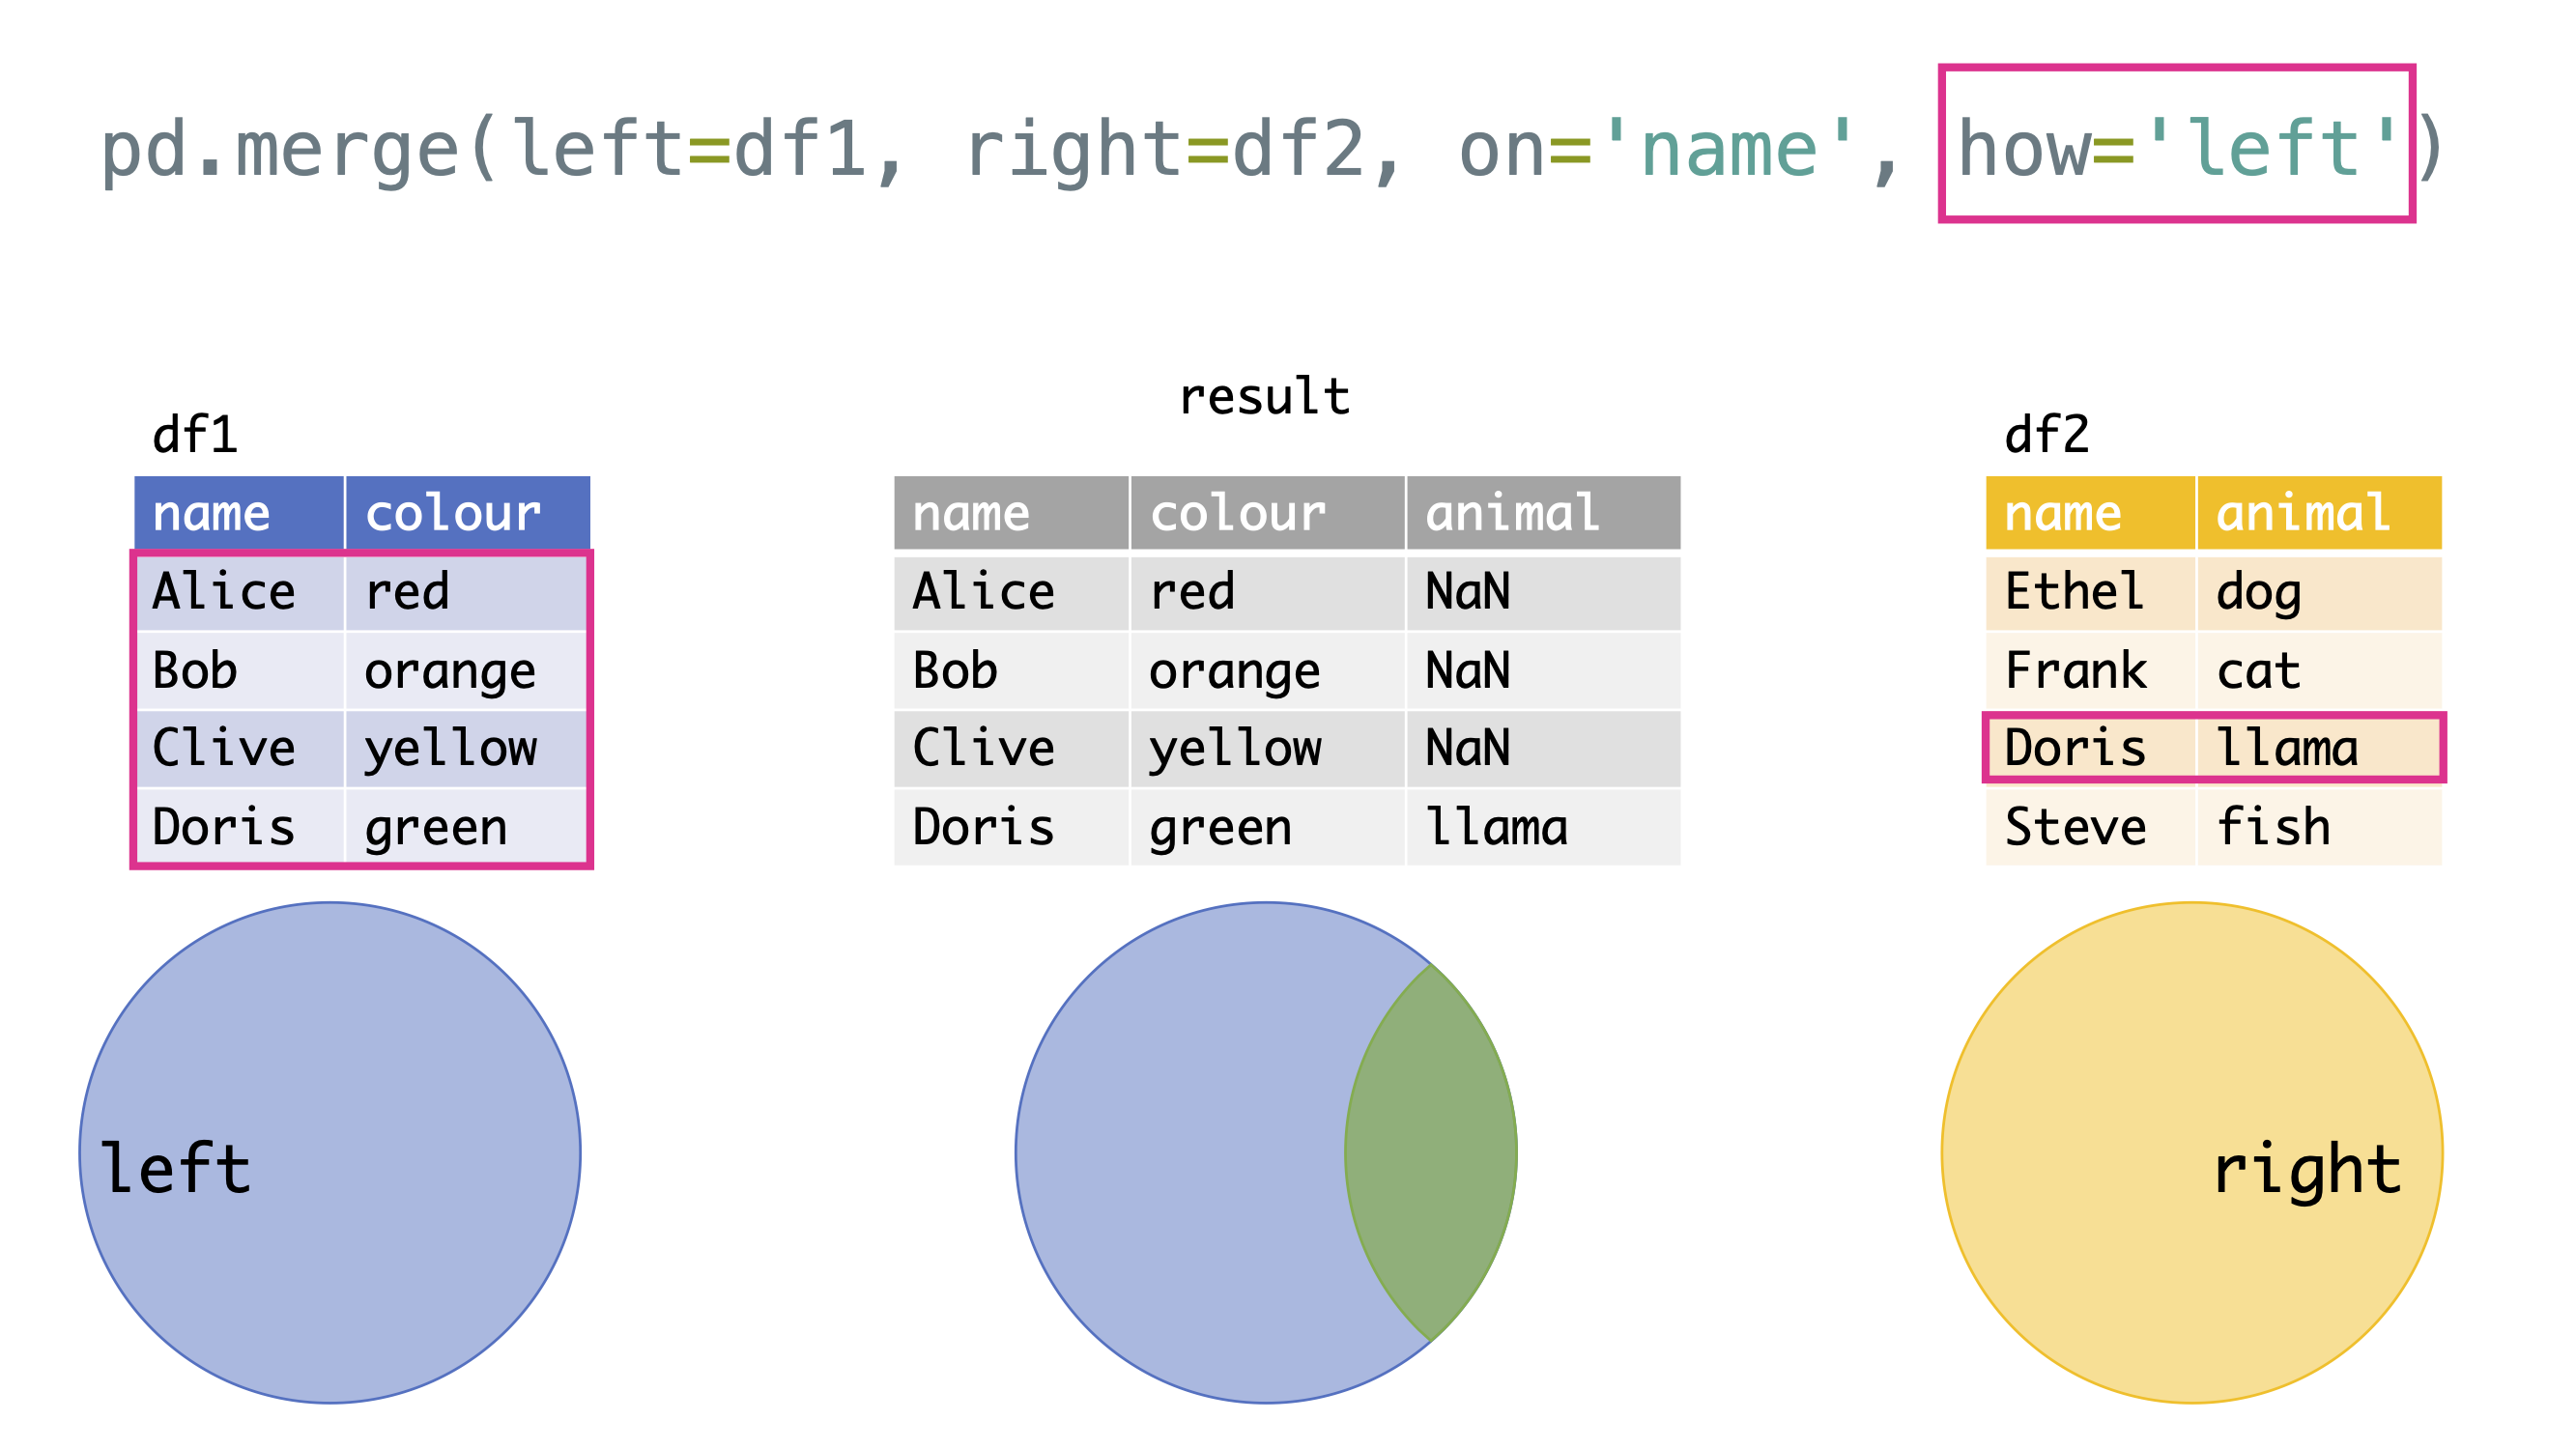 pd.merge(left=df1, right=df2, on='name', how='left')
result
df1
name colour
Alice red
Bob orange
Clive yellow
Doris green
name colour animal
Alice red NaN
Bob orange NaN
Clive yellow NaN
Doris green llama
df2
name animal
Ethel dog
Frank cat
Doris llama
Steve fish
left
right